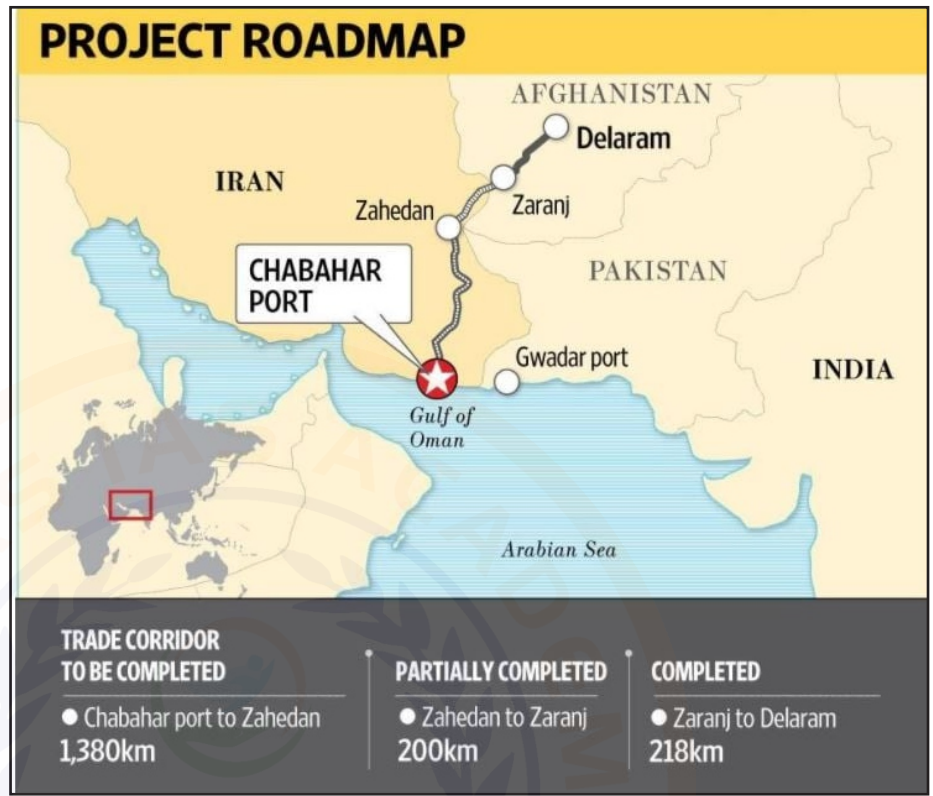 PROJECT ROADMAP
AFGHANISTAN
Delaram
IRAN
Zaranj
Zahedan
CHABAHAR
PORT
PAKISTAN
Gwadar port
INDIA
Gulf of
Oman
Arabian Sea
TRADE CORRIDOR
TO BE COMPLETED
● Chabahar port to Zahedan
1,380km
PARTIALLY COMPLETED
● Zahedan to Zaranj
200km
COMPLETED
● Zaranj to Delaram
218km